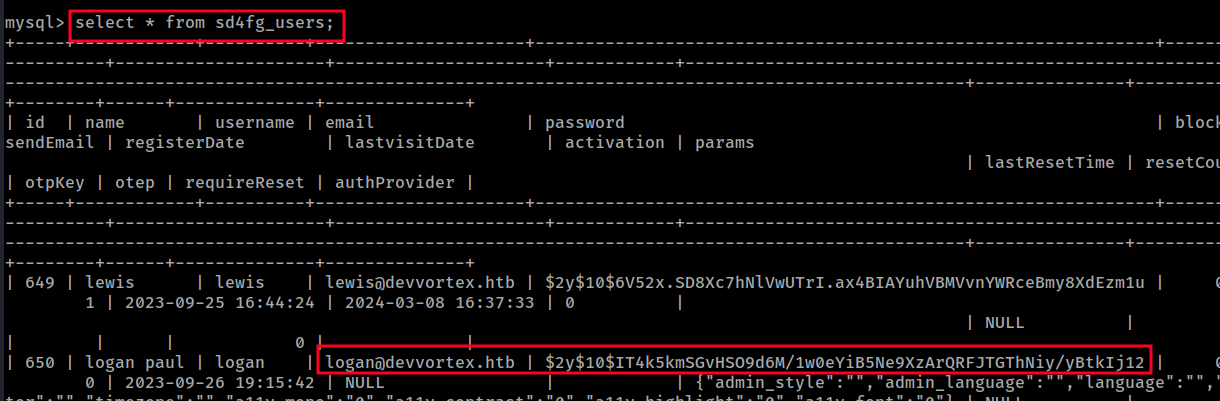 mysql> select * from sd4fg_users;
| id | name | username | email | password | block
sendEmail | registerDate | lastvisitDate | activation | params
| lastResetTime | resetCou
| otpKey | otep | requireReset | authProvider |
| 649 | lewis | lewis | lewis@devvortex.htb | $2y$10$6V52x.SD8Xc7hNlVwUTrI.ax4BIAYuhVBMVvnYWRceBmy8XdEzm1u | 0
1 | 2023-09-25 16:44:24 | 2024-03-08 16:37:33 | 0 |
| NULL |
| | | 0 | |
| 650 | logan paul | logan | logan@devvortex.htb | $2y$10$IT4k5kmSGvHSO9d6M/1w0eYiB5Ne9XzArQRFJTGThNiy/yBtkIj12 | 0
0 | 2023-09-26 19:15:42 | NULL | | {"admin_style":"","admin_language":"","language":"","